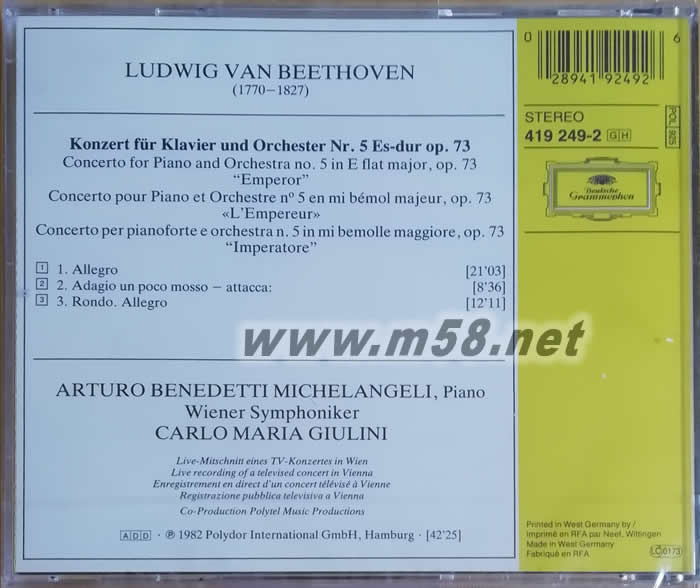 LUDWIG VAN BEETHOVEN
(1770–1827)
Konzert für Klavier und Orchester Nr. 5 Es-dur op. 73
Concerto for Piano and Orchestra no. 5 in E flat major, op. 73
“Emperor”
Concerto pour Piano et Orchestre nº 5 en mi bémol majeur, op. 73
«L'Empereur»
Concerto per pianoforte e orchestra n. 5 in mi bemolle maggiore, op. 73
“Imperatore”
1 1. Allegro [21'03]
2 2. Adagio un poco mosso – attacca: [8'36]
3 3. Rondo. Allegro [12'11]
www.m58.net
ARTURO BENEDETTI MICHELANGELI, Piano
Wiener Symphoniker
CARLO MARIA GIULINI
Live-Mitschnitt eines TV-Konzertes in Wien
Live recording of a televised concert in Vienna
Enregistrement en direct d'un concert télévisé à Vienne
Registrazione pubblica televisiva a Vienna
Co-Production Polytel Music Productions
ADD · ℗ 1982 Polydor International GmbH, Hamburg · [42'25]
0 28941 92492 6
STEREO
419 249-2 GH
POL 925
Deutsche
Grammophon
Printed in West Germany by /
Imprimé en RFA par Neef, Wittingen
Made in West Germany
Fabriqué en RFA
LC 0173